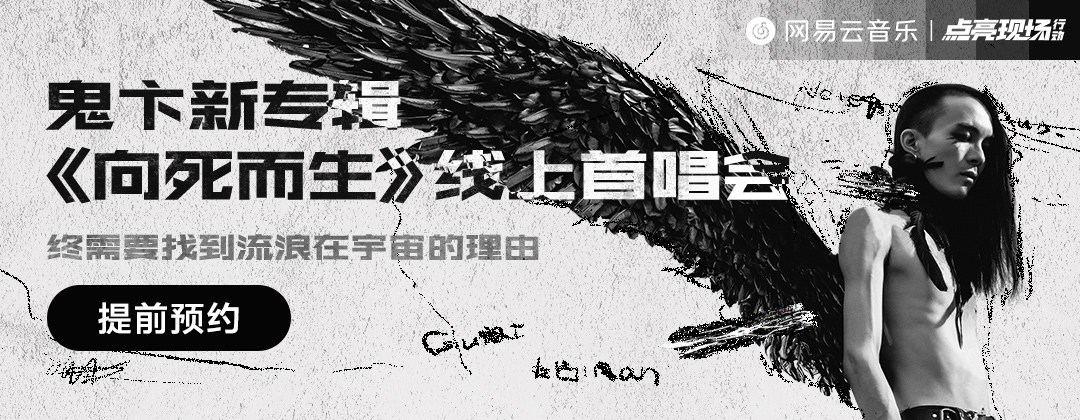 网易云音乐 | 点亮现场行动
鬼卞新专辑
《向死而生》线上首唱会
终需要找到流浪在宇宙的理由
提前预约